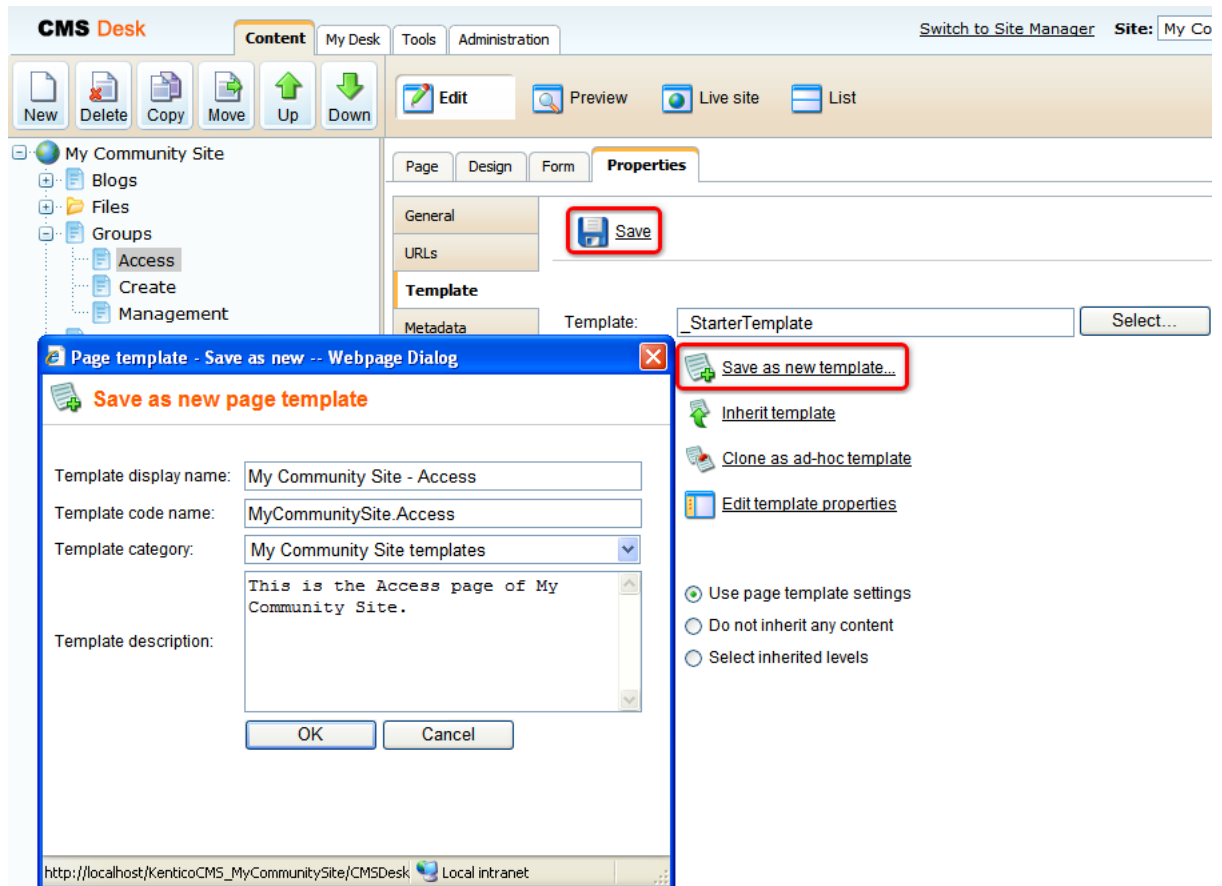 CMS Desk
Content
My Desk
Tools
Administration
Switch to Site Manager
Site:
My Co
New
Delete
Copy
Move
Up
Down
Edit
Preview
Live site
List
My Community Site
Blogs
Files
Groups
Access
Create
Management
Page
Design
Form
Properties
General
URLs
Template
Metadata
Save
Template:
_StarterTemplate
Select...
Save as new template...
Inherit template
Clone as ad-hoc template
Edit template properties
Use page template settings
Do not inherit any content
Select inherited levels
Page template - Save as new -- Webpage Dialog
Save as new page template
Template display name:
My Community Site - Access
Template code name:
MyCommunitySite.Access
Template category:
My Community Site templates
Template description:
This is the Access page of My
Community Site.
OK
Cancel
http://localhost/KenticoCMS_MyCommunitySite/CMSDesk
Local intranet